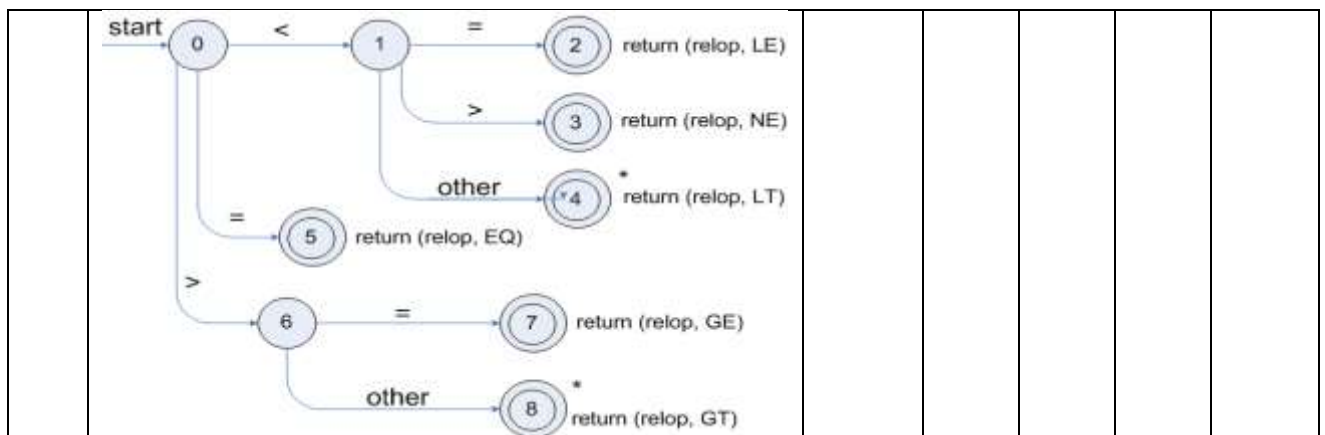 start
0
<
1
=
2
return (relop, LE)
>
3
return (relop, NE)
other
4
*
return (relop, LT)
=
5
return (relop, EQ)
>
6
=
7
return (relop, GE)
other
8
*
return (relop, GT)